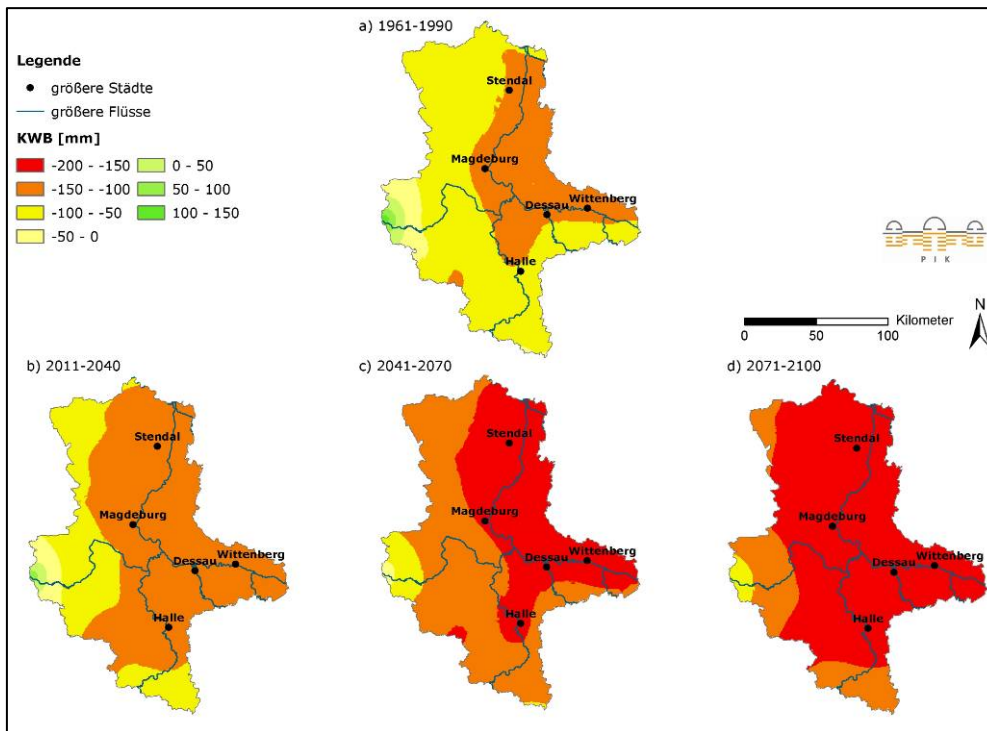 a) 1961-1990
Legende
größere Städte
größere Flüsse
KWB [mm]
-200 - -150
0 - 50
-150 - -100
50 - 100
-100 - -50
100 - 150
-50 - 0
Stendal
Magdeburg
Dessau
Wittenberg
Halle
P I K
N
Kilometer
0
50
100
b) 2011-2040
Stendal
Magdeburg
Dessau
Wittenberg
Halle
c) 2041-2070
Stendal
Magdeburg
Dessau
Wittenberg
Halle
d) 2071-2100
Stendal
Magdeburg
Dessau
Wittenberg
Halle